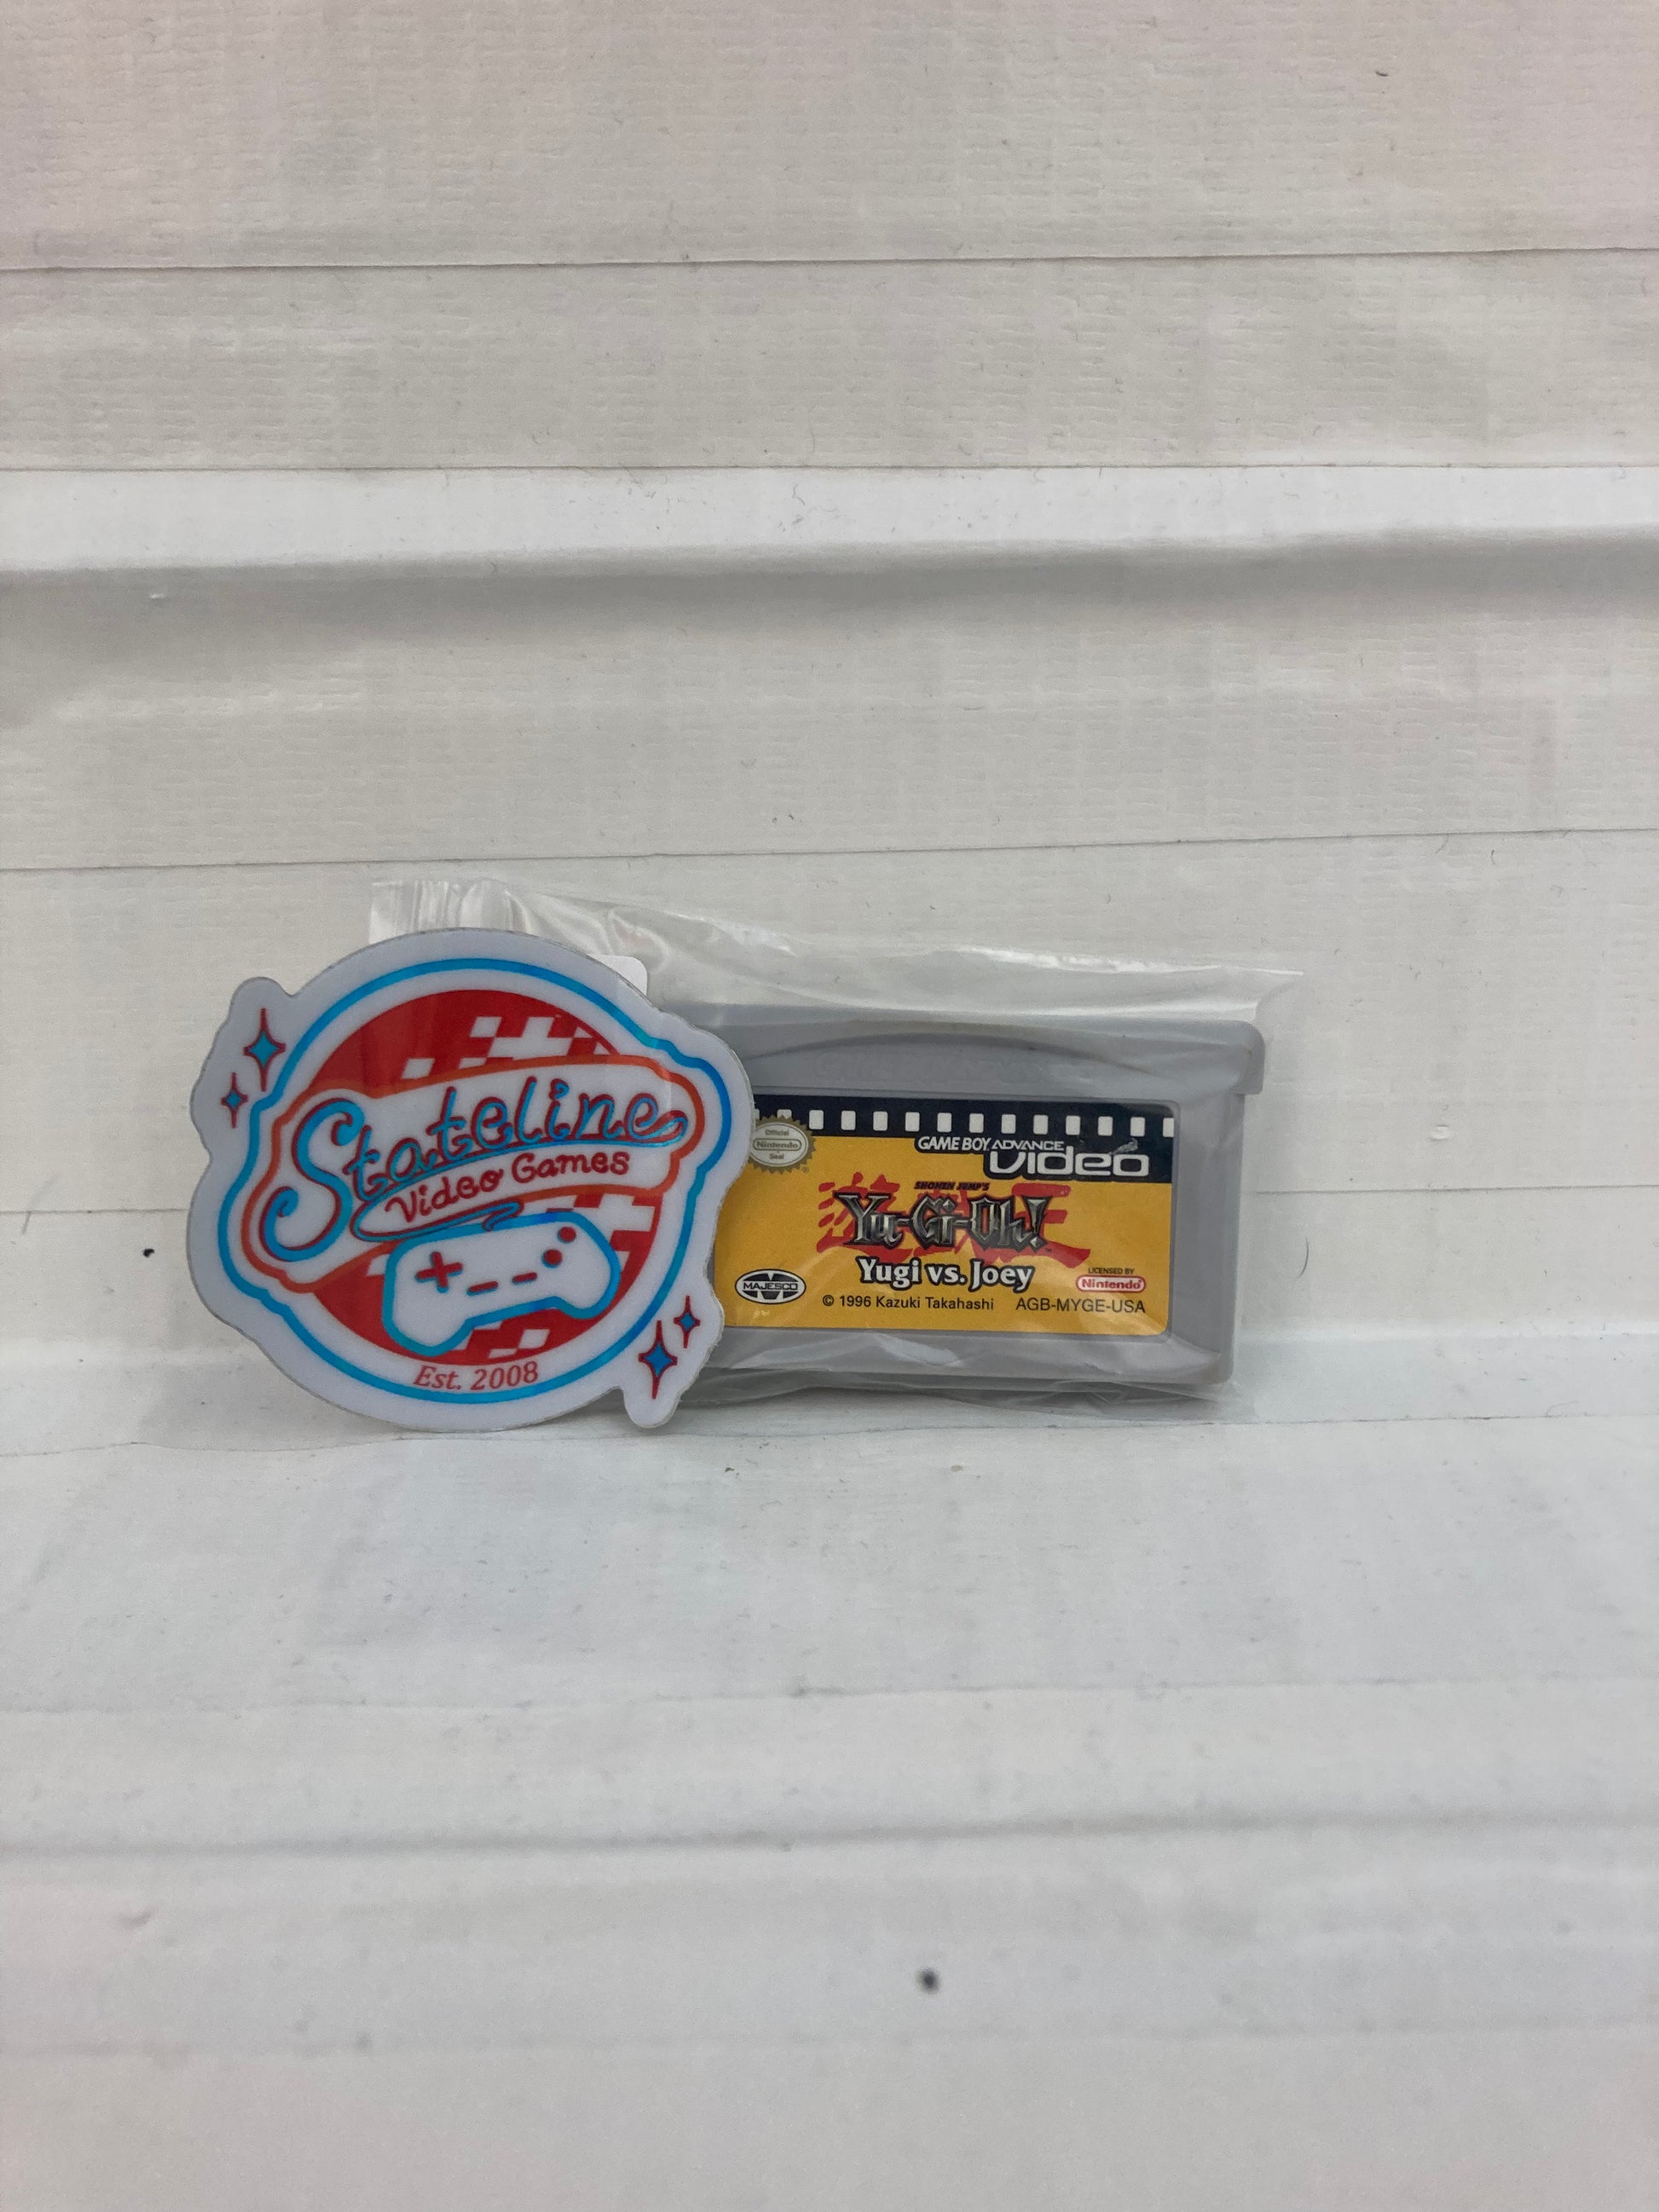 Stateline
Video Games
Est. 2008
Official
Nintendo
Seal
GAME BOY ADVANCE
Video
SHONEN JUMP'S
Yu-Gi-Oh!
Yugi vs. Joey
MAJESCO
LICENSED BY
Nintendo
© 1996 Kazuki Takahashi AGB-MYGE-USA